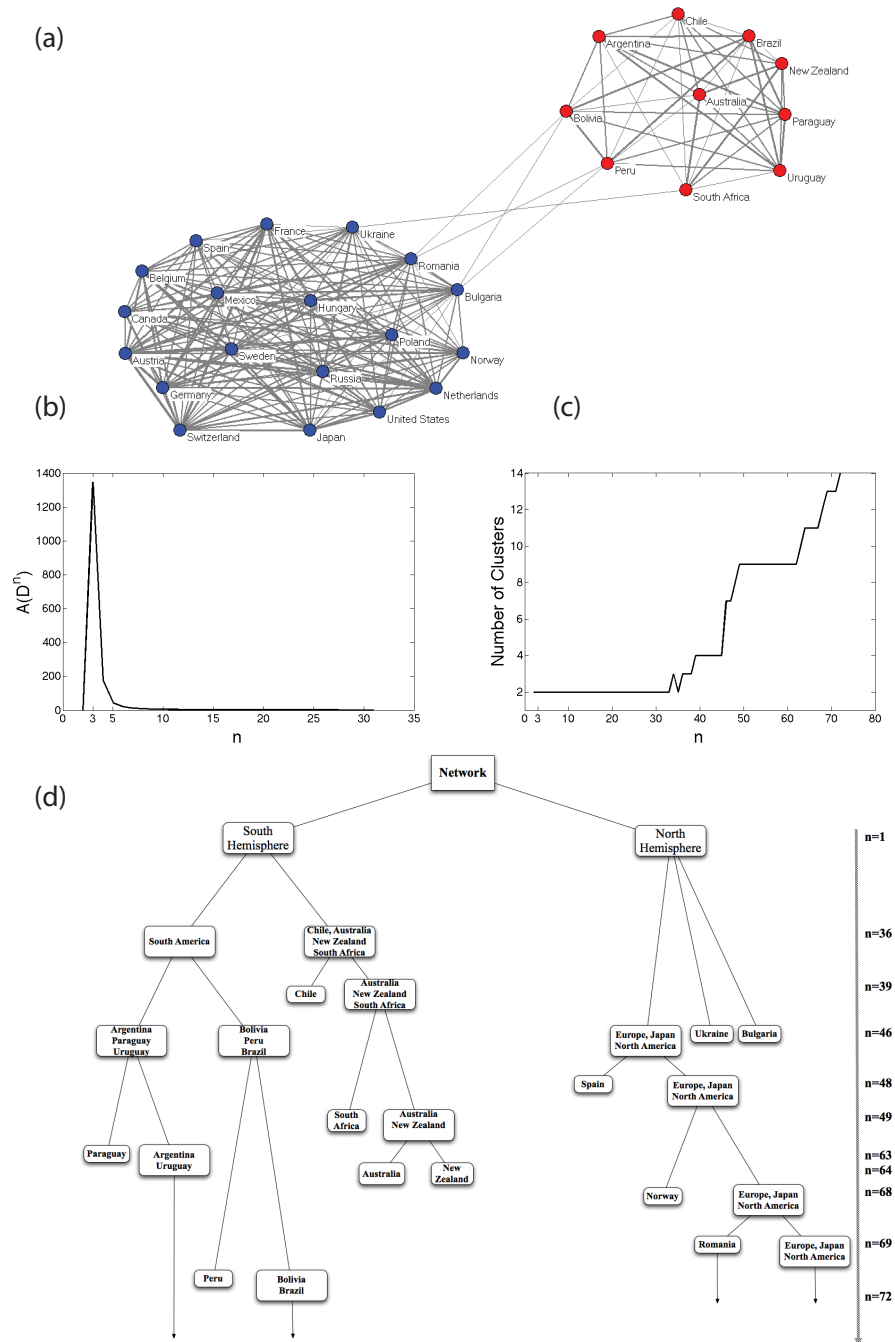 (a)
Chile
Argentina
Brazil
New Zealand
Australia
Bolivia
Paraguay
Peru
Uruguay
South Africa
France
Ukraine
Spain
Romania
Belgium
Mexico
Hungary
Bulgaria
Canada
Poland
Austria
Sweden
Norway
Russia
Germany
Netherlands
United States
Switzerland
Japan
(b)
1400
1200
1000
800
600
400
200
0
A(Dⁿ)
0 3 5 10 15 20 25 30 35
n
(c)
14
12
10
8
6
4
2
Number of Clusters
0 3 10 20 30 40 50 60 70 80
n
(d)
Network
South
Hemisphere
North
Hemisphere
n=1
South America
Chile, Australia
New Zealand
South Africa
n=36
Chile
Australia
New Zealand
South Africa
n=39
Argentina
Paraguay
Uruguay
Bolivia
Peru
Brazil
Europe, Japan
North America
Ukraine
Bulgaria
n=46
Spain
Europe, Japan
North America
n=48
South
Africa
Australia
New Zealand
n=49
Paraguay
Argentina
Uruguay
n=63
Australia
New
Zealand
n=64
Norway
Europe, Japan
North America
n=68
Romania
Europe, Japan
North America
n=69
Peru
Bolivia
Brazil
n=72